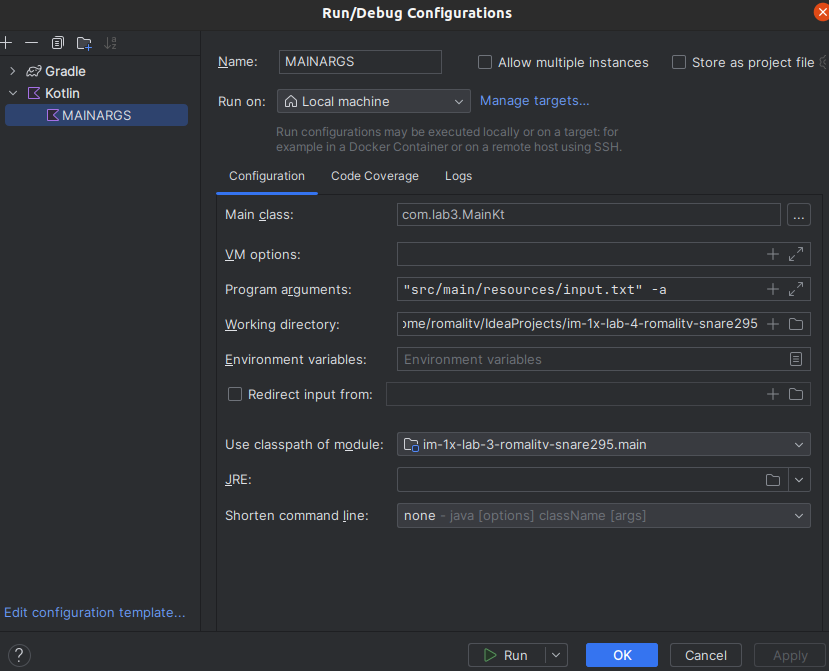 Run/Debug Configurations
Gradle
Kotlin
MAINARGS
Name: MAINARGS Allow multiple instances Store as project file
Run on: Local machine Manage targets...
Run configurations may be executed locally or on a target: for
example in a Docker Container or on a remote host using SSH.
Configuration Code Coverage Logs
Main class: com.lab3.MainKt ...
VM options:
Program arguments: "src/main/resources/input.txt" -a
Working directory: ome/romalitv/IdeaProjects/im-1x-lab-4-romalitv-snare295
Environment variables: Environment variables
Redirect input from:
Use classpath of module: im-1x-lab-3-romalitv-snare295.main
JRE:
Shorten command line: none - java [options] className [args]
Edit configuration template...
? Run OK Cancel Apply